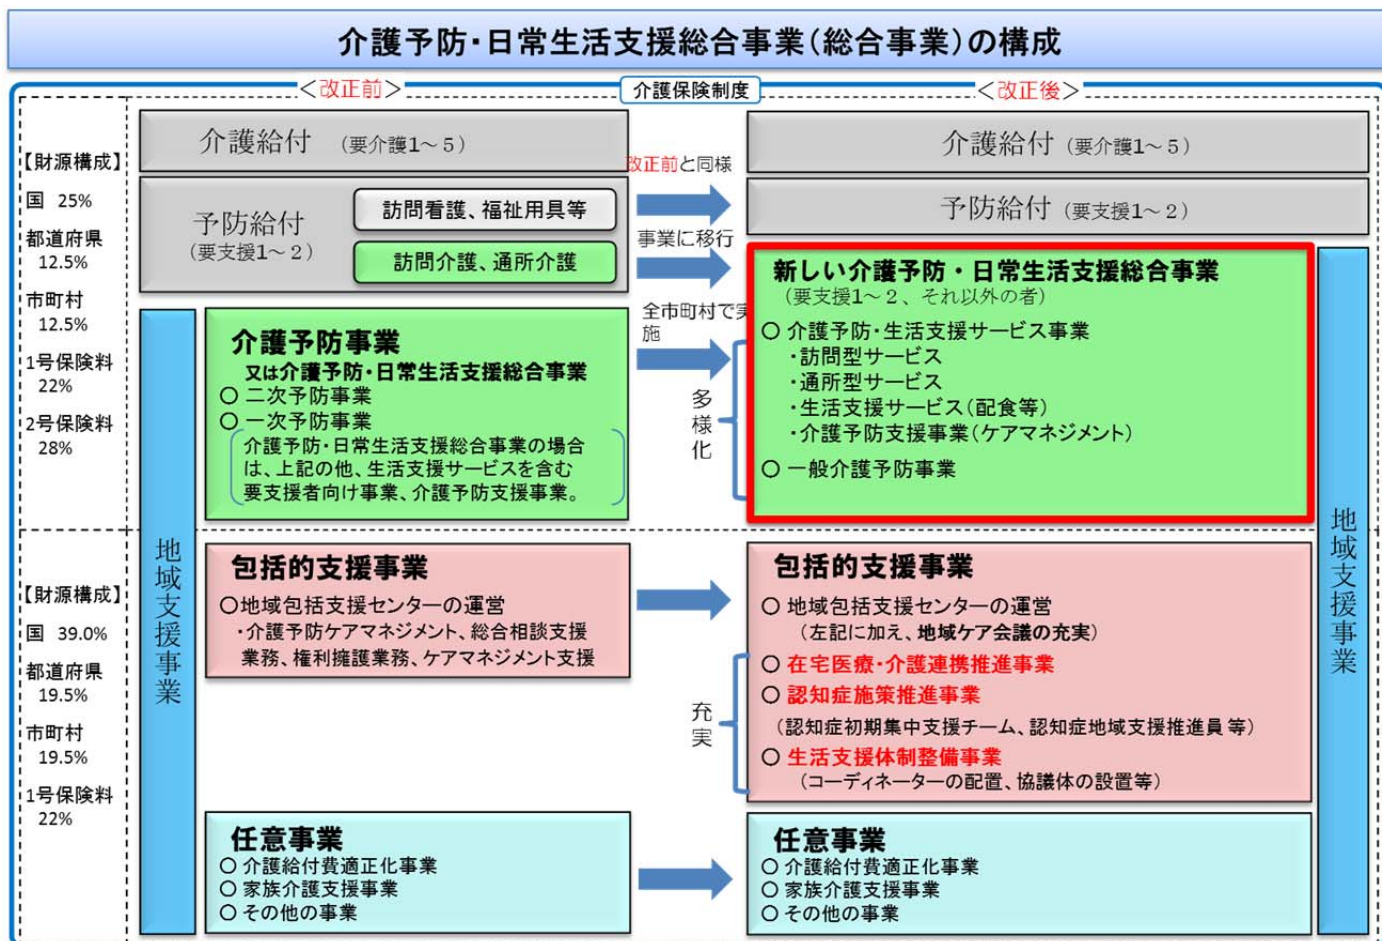 介護予防・日常生活支援総合事業(総合事業)の構成
介護保険制度
＜改正前＞
＜改正後＞
【財源構成】
国 25%
都道府県
12.5%
市町村
12.5%
1号保険料
22%
2号保険料
28%
【財源構成】
国 39.0%
都道府県
19.5%
市町村
19.5%
1号保険料
22%
介護給付 (要介護1～5)
予防給付
(要支援1～2)
訪問看護、福祉用具等
訪問介護、通所介護
地域支援事業
介護予防事業
又は介護予防・日常生活支援総合事業
○ 二次予防事業
○ 一次予防事業
介護予防・日常生活支援総合事業の場合
は、上記の他、生活支援サービスを含む
要支援者向け事業、介護予防支援事業。
包括的支援事業
○地域包括支援センターの運営
・介護予防ケアマネジメント、総合相談支援
業務、権利擁護業務、ケアマネジメント支援
任意事業
○ 介護給付費適正化事業
○ 家族介護支援事業
○ その他の事業
改正前と同様
事業に移行
全市町村で実
施
多様化
充実
介護給付 (要介護1～5)
予防給付 (要支援1～2)
新しい介護予防・日常生活支援総合事業
(要支援1～2、それ以外の者)
○ 介護予防・生活支援サービス事業
・訪問型サービス
・通所型サービス
・生活支援サービス(配食等)
・介護予防支援事業(ケアマネジメント)
○ 一般介護予防事業
包括的支援事業
○ 地域包括支援センターの運営
(左記に加え、地域ケア会議の充実)
○ 在宅医療・介護連携推進事業
○ 認知症施策推進事業
(認知症初期集中支援チーム、認知症地域支援推進員 等)
○ 生活支援体制整備事業
(コーディネーターの配置、協議体の設置等)
任意事業
○ 介護給付費適正化事業
○ 家族介護支援事業
○ その他の事業
地域支援事業